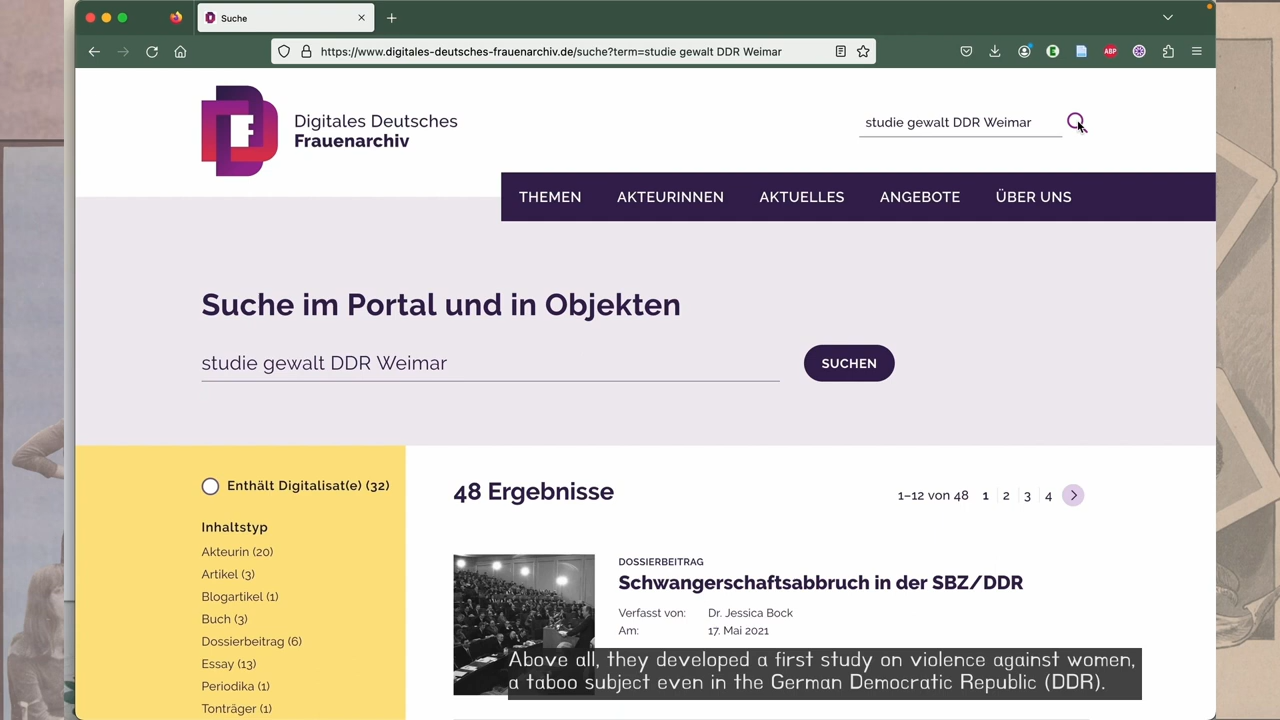 Suche
https://www.digitales-deutsches-frauenarchiv.de/suche?term=studie gewalt DDR Weimar
ABP
Digitales Deutsches
Frauenarchiv
studie gewalt DDR Weimar
THEMEN AKTEURINNEN AKTUELLES ANGEBOTE ÜBER UNS
Suche im Portal und in Objekten
studie gewalt DDR Weimar
SUCHEN
Enthält Digitalisat(e) (32)
Inhaltstyp
Akteurin (20)
Artikel (3)
Blogartikel (1)
Buch (3)
Dossierbeitrag (6)
Essay (13)
Periodika (1)
Tonträger (1)
48 Ergebnisse
1–12 von 48 1 2 3 4
DOSSIERBEITRAG
Schwangerschaftsabbruch in der SBZ/DDR
Verfasst von: Dr. Jessica Bock
Am: 17. Mai 2021
Above all, they developed a first study on violence against women,
a taboo subject even in the German Democratic Republic (DDR).